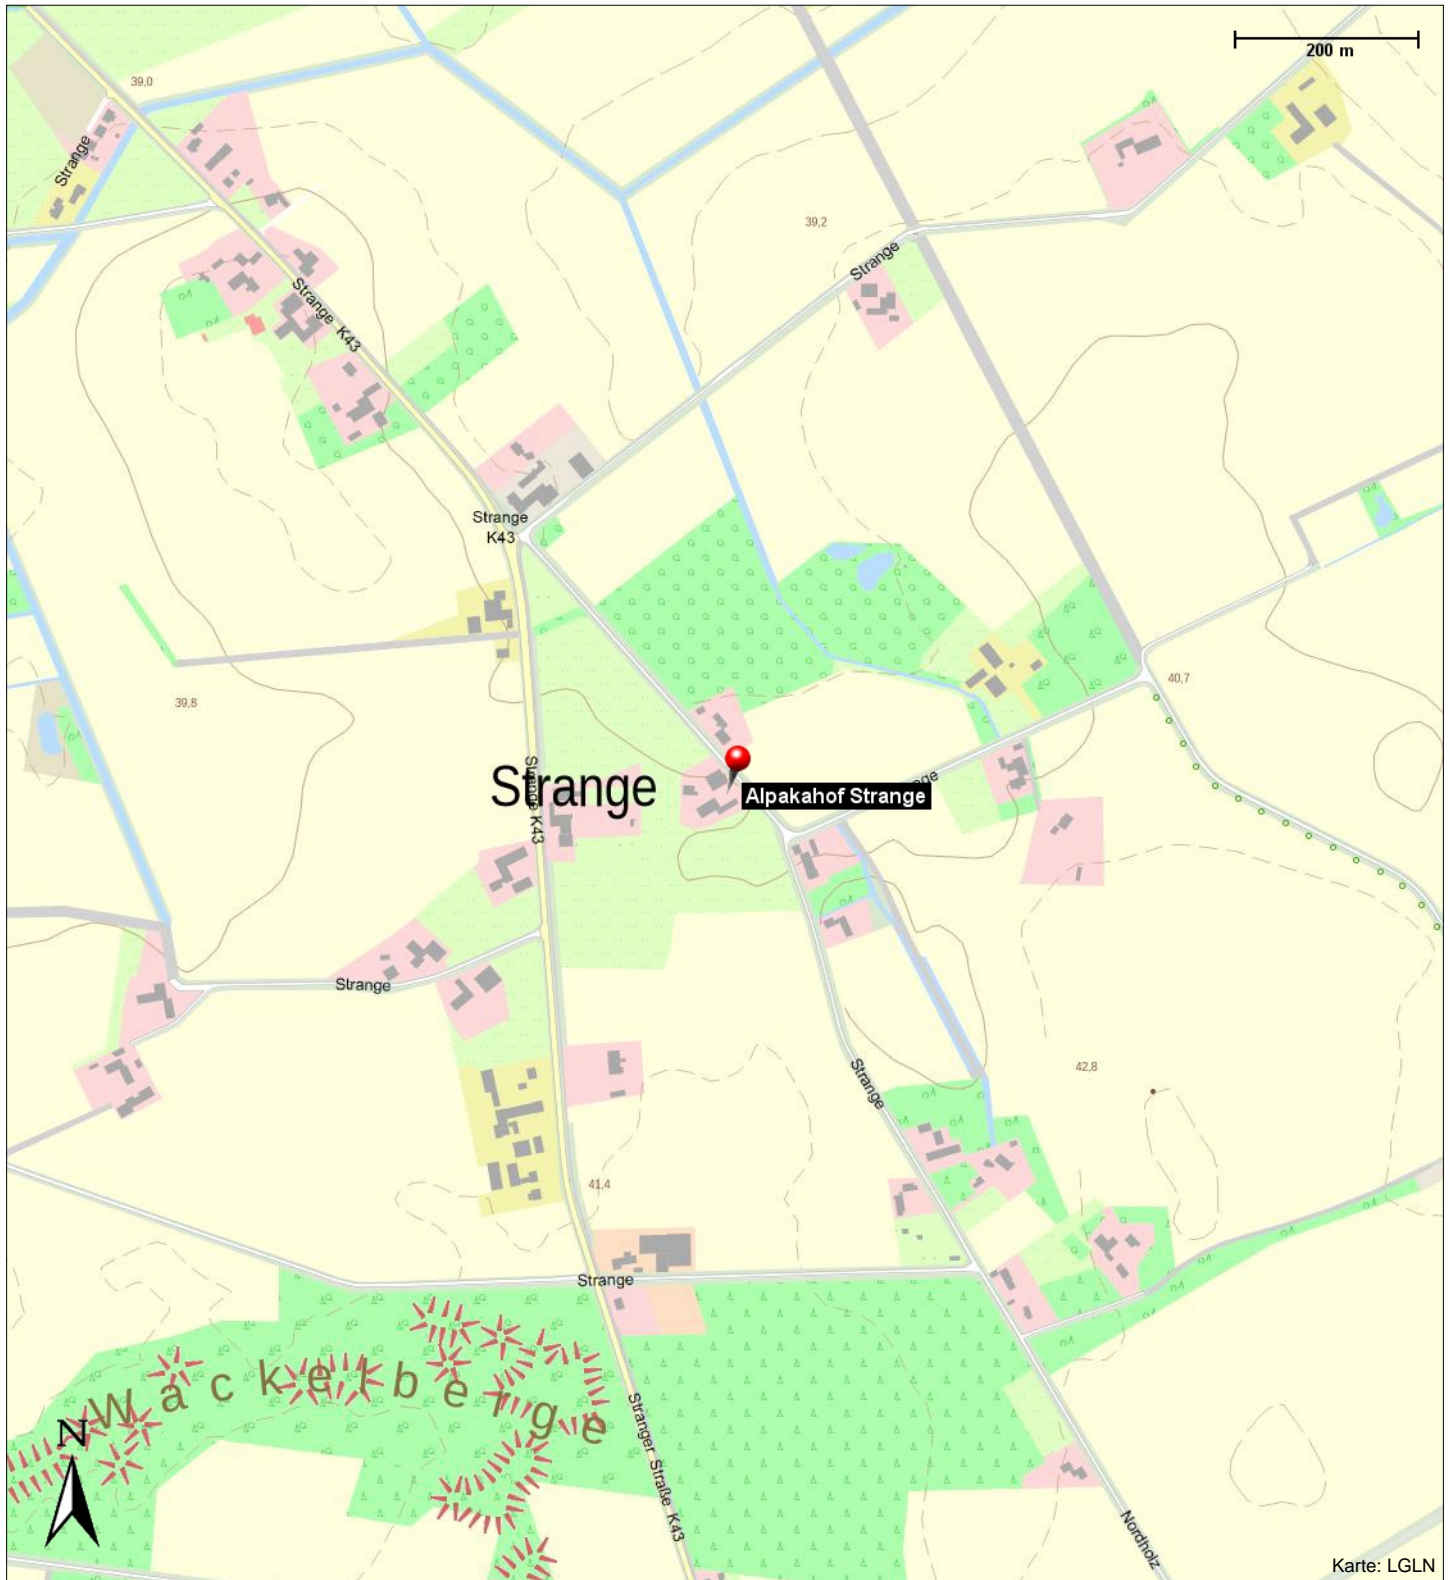 200 m
39,0
Strange
39,2
Strange
Strange K43
Strange
K43
40,7
39,8
Strange
Strange K43
Alpakahof Strange
Strange
Strange
42,8
41,4
Strange
Wackelberge
N
Stranger Straße K43
Nordholz
Karte: LGLN